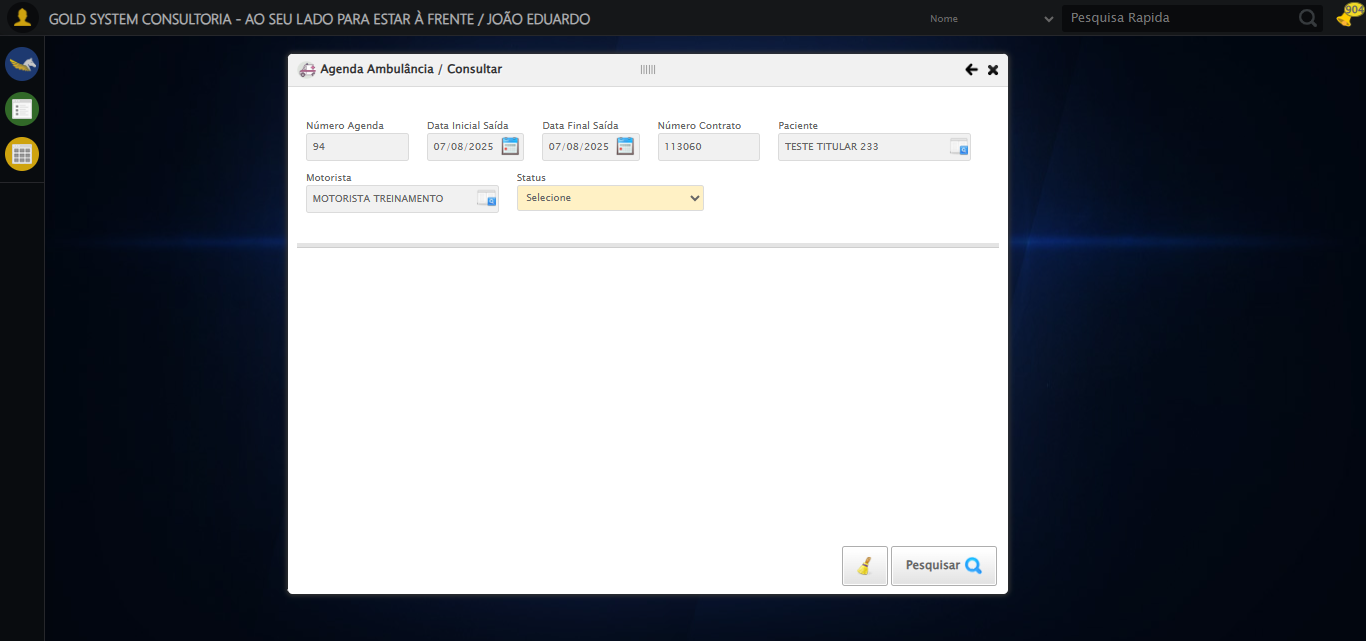 GOLD SYSTEM CONSULTORIA - AO SEU LADO PARA ESTAR À FRENTE / JOÃO EDUARDO
Nome
Pesquisa Rapida
904
Agenda Ambulância / Consultar
Número Agenda Data Inicial Saída Data Final Saída Número Contrato Paciente
94 07/08/2025 07/08/2025 113060 TESTE TITULAR 233
Motorista Status
MOTORISTA TREINAMENTO Selecione
Pesquisar